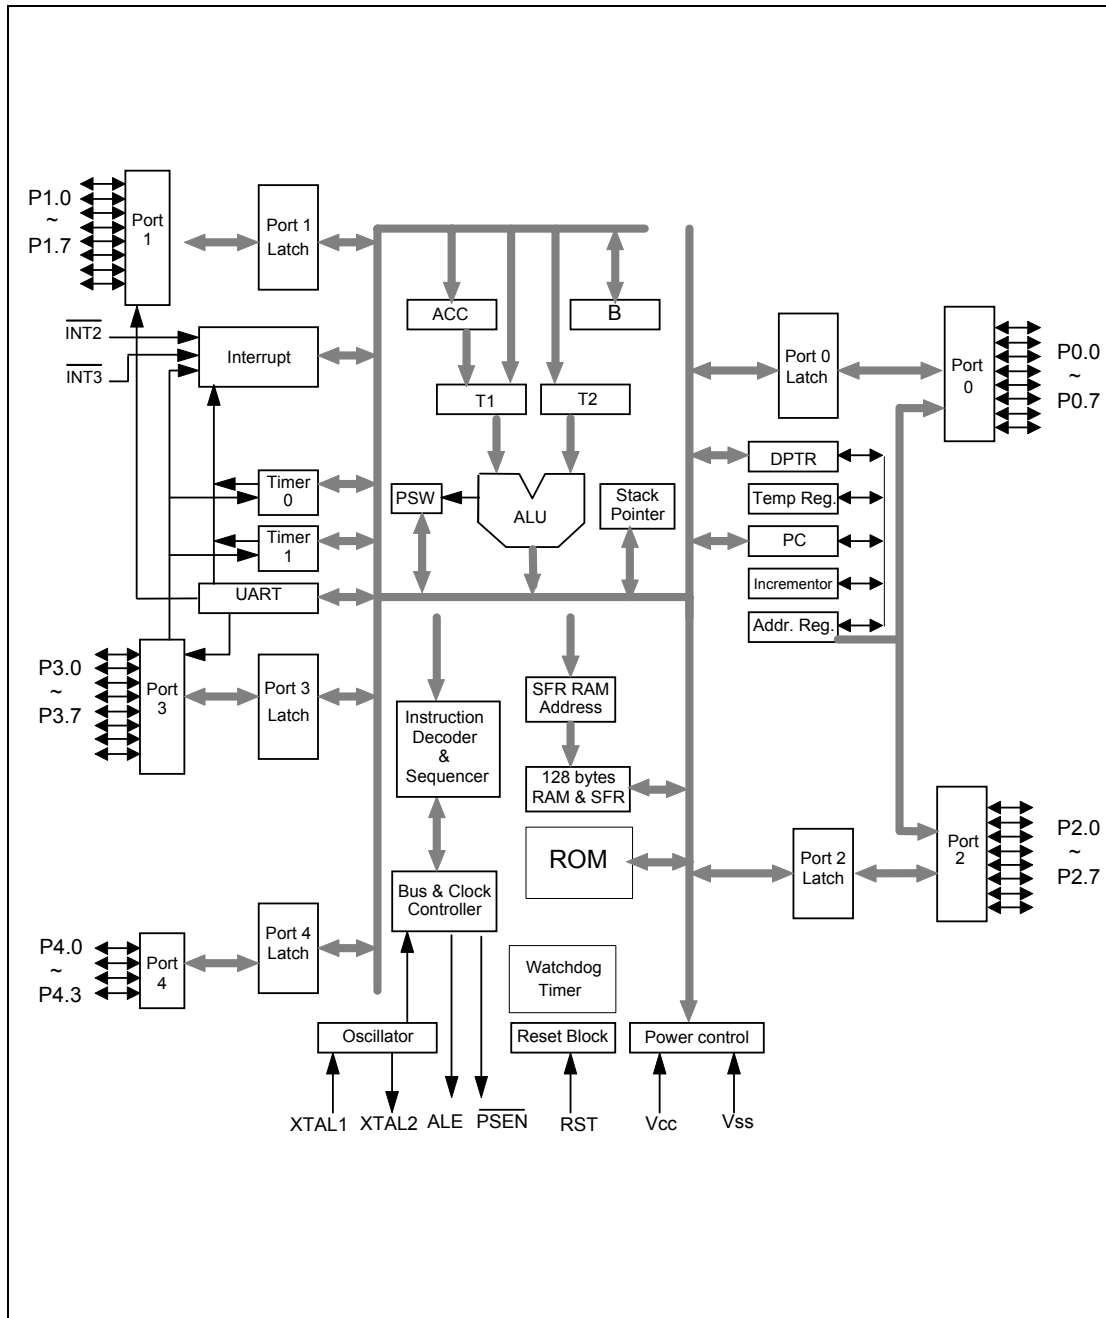 P1.0
~
P1.7
Port
1
Port 1
Latch
INT2
INT3
Interrupt
ACC
B
T1
T2
Port 0
Latch
Port
0
P0.0
~
P0.7
Timer
0
Timer
1
UART
PSW
ALU
Stack
Pointer
DPTR
Temp Reg.
PC
Incrementor
Addr. Reg.
P3.0
~
P3.7
Port
3
Port 3
Latch
Instruction
Decoder
&
Sequencer
SFR RAM
Address
128 bytes
RAM & SFR
ROM
Bus & Clock
Controller
Port 2
Latch
Port
2
P2.0
~
P2.7
P4.0
~
P4.3
Port
4
Port 4
Latch
Watchdog
Timer
Oscillator
Reset Block
Power control
XTAL1
XTAL2
ALE
PSEN
RST
Vcc
Vss